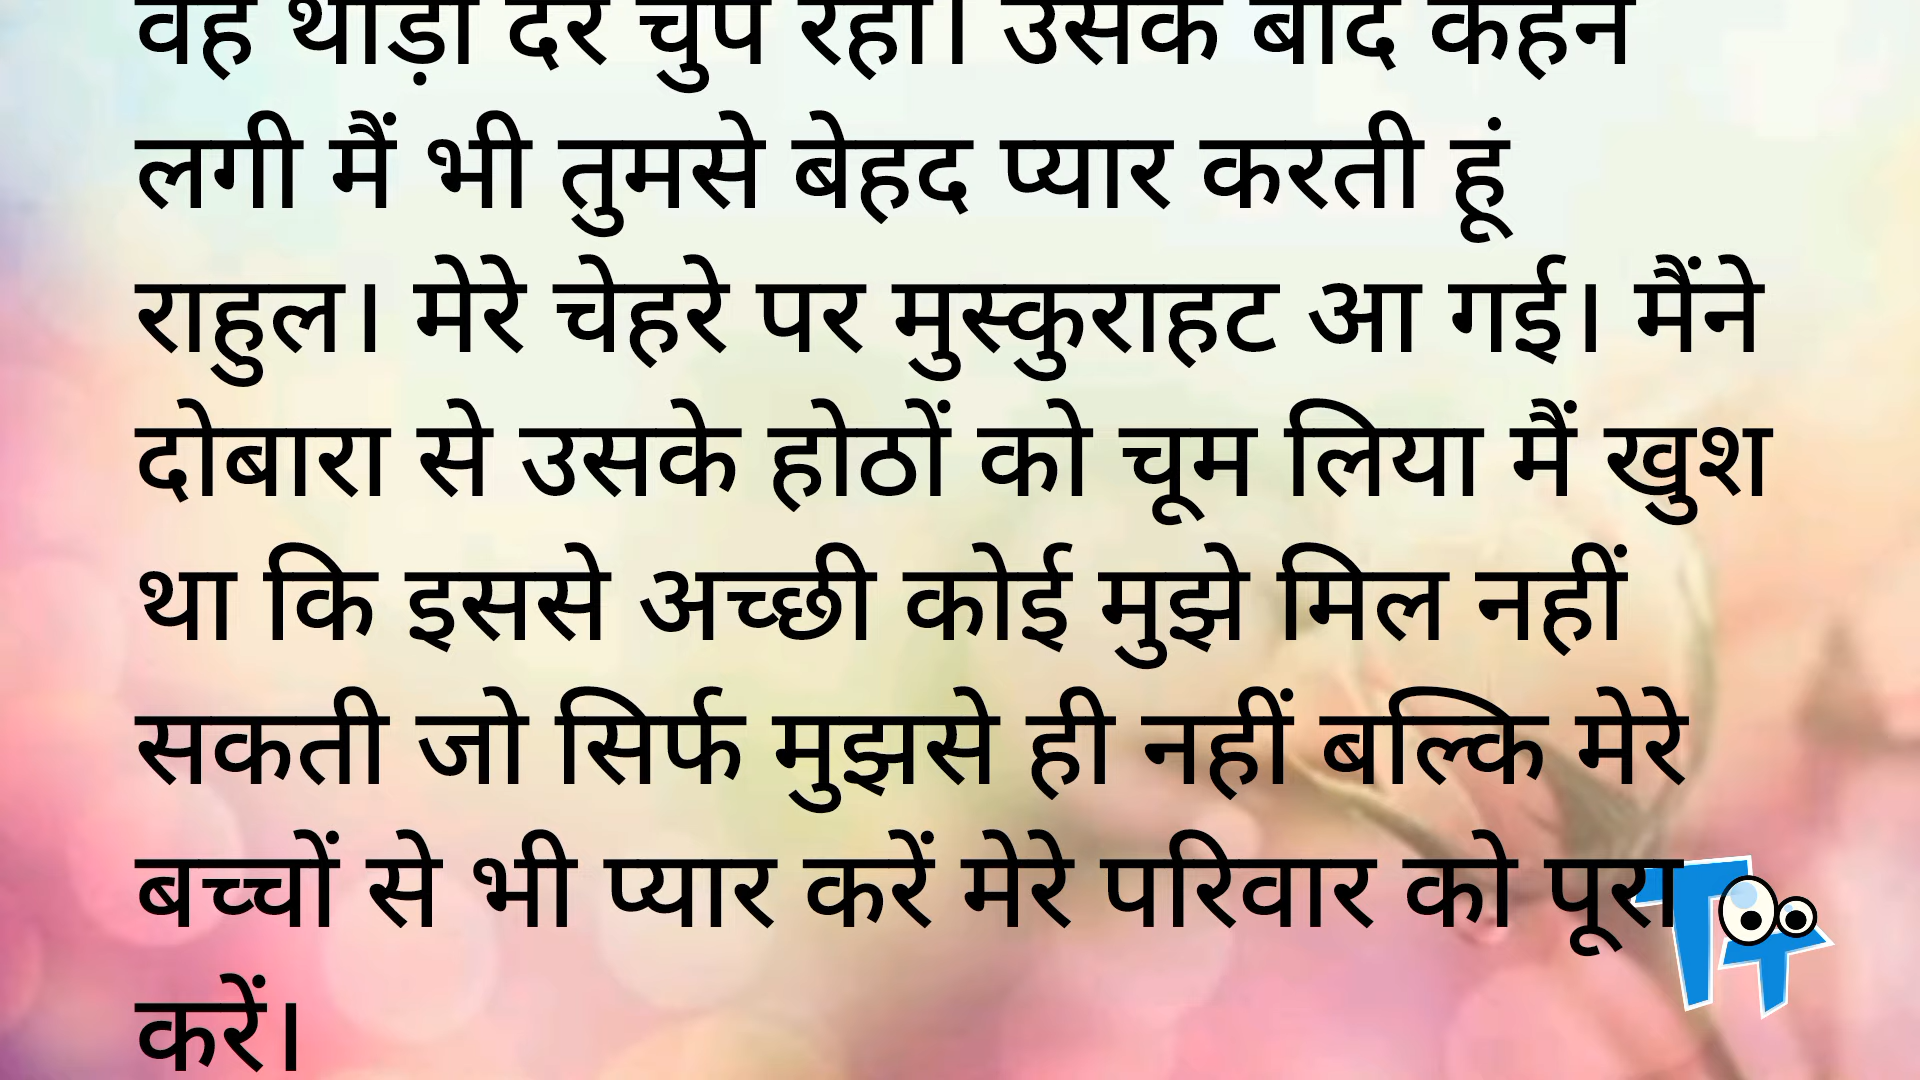 वह थोड़ी देर चुप रही। उसके बाद कहने
लगी मैं भी तुमसे बेहद प्यार करती हूं
राहुल। मेरे चेहरे पर मुस्कुराहट आ गई। मैंने
दोबारा से उसके होठों को चूम लिया मैं खुश
था कि इससे अच्छी कोई मुझे मिल नहीं
सकती जो सिर्फ मुझसे ही नहीं बल्कि मेरे
बच्चों से भी प्यार करें मेरे परिवार को पूरा
करें।